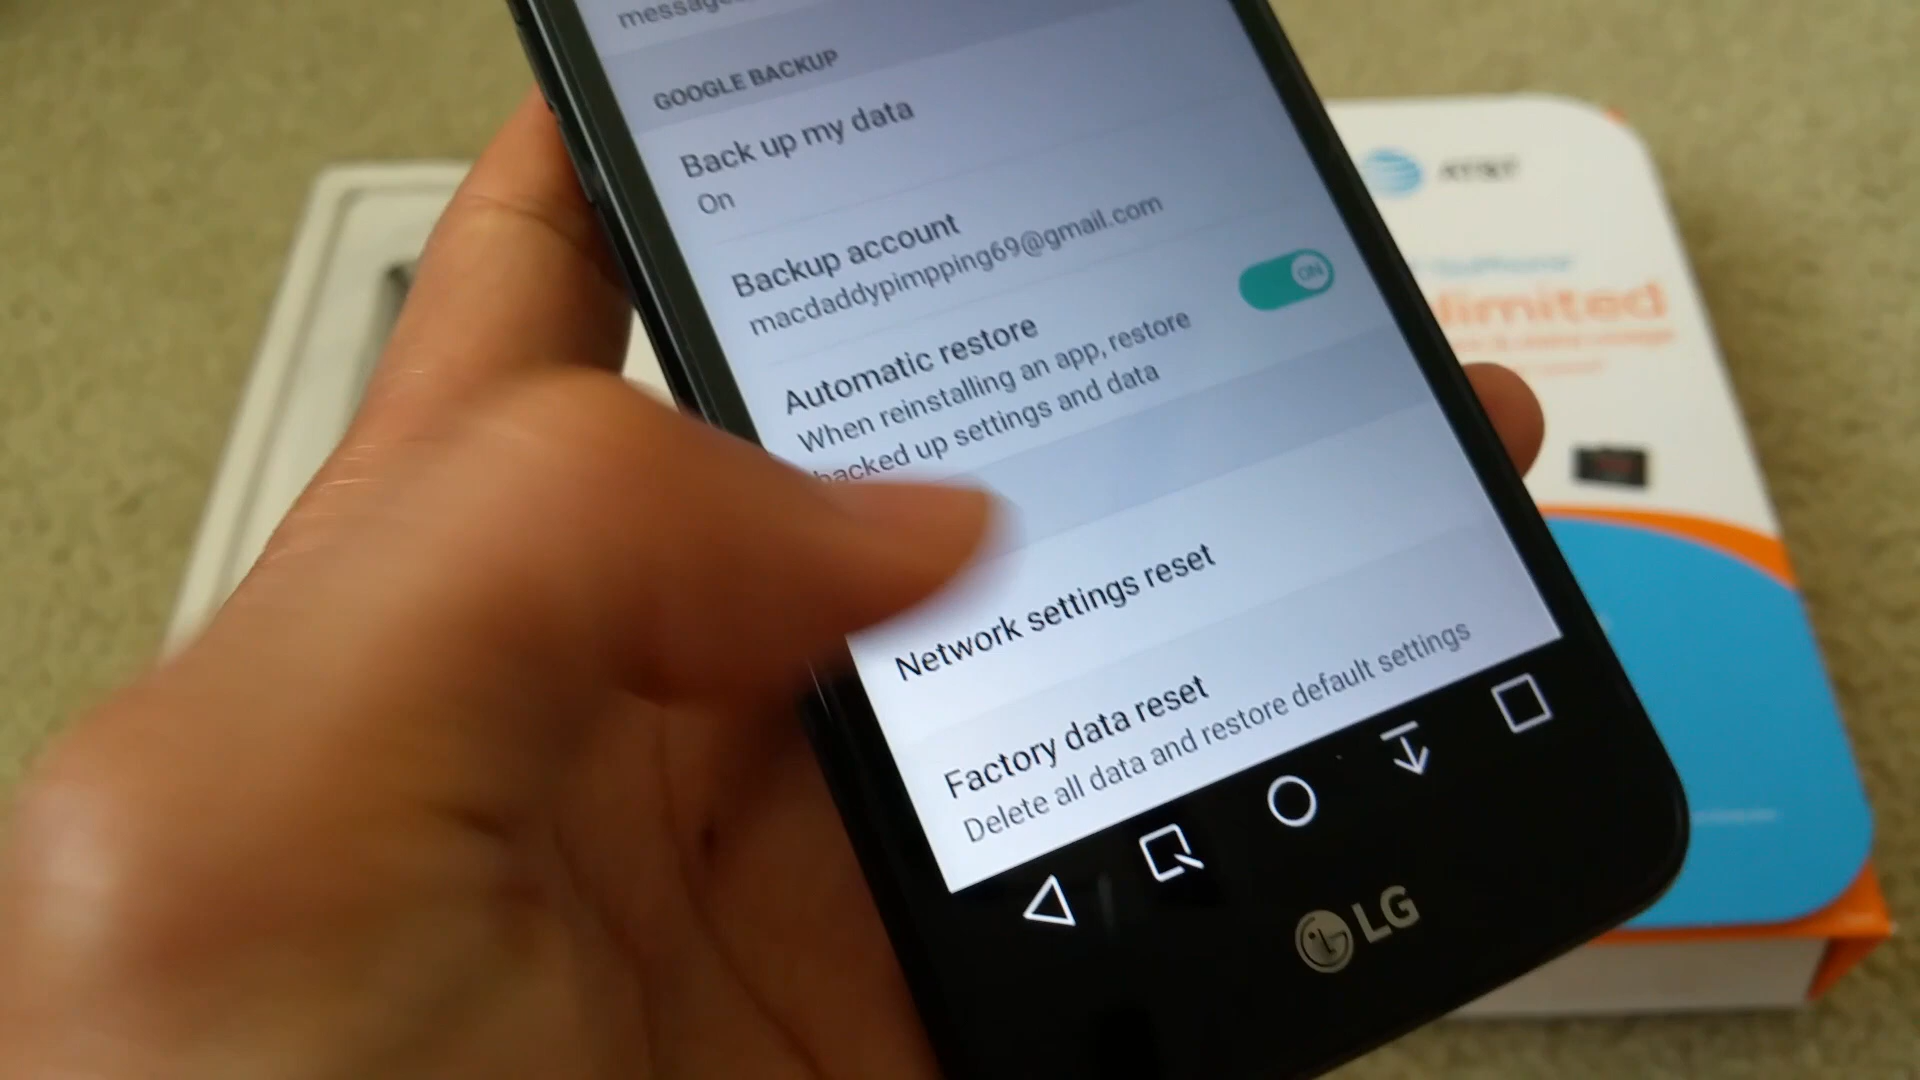 GOOGLE BACKUP
Back up my data
On
Backup account
macdaddypimpping69@gmail.com
Automatic restore
ON
When reinstalling an app, restore
backed up settings and data
Network settings reset
Factory data reset
Delete all data and restore default settings
LG
AT&T
limited